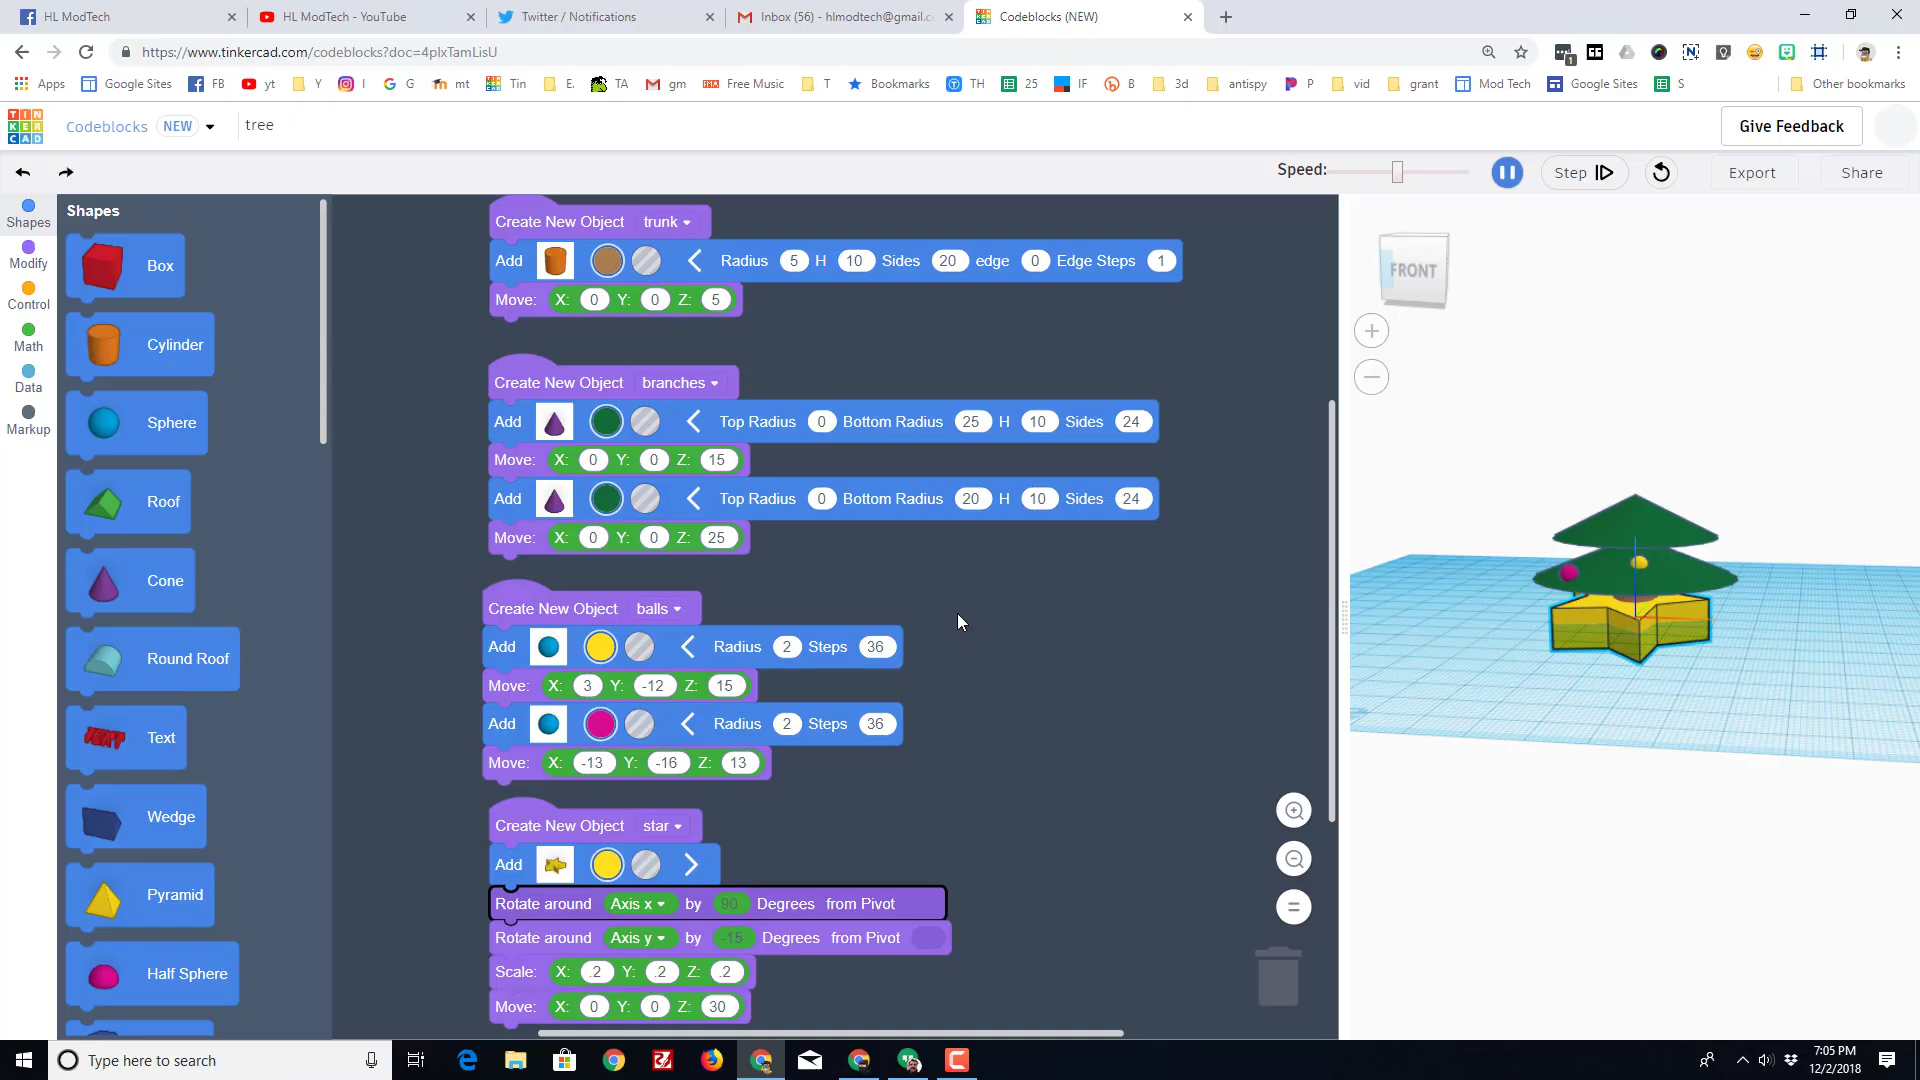 HL ModTech
HL ModTech - YouTube
Twitter / Notifications
Inbox (56) - hlmodtech@gmail.c
Codeblocks (NEW)
https://www.tinkercad.com/codeblocks?doc=4plxTamLisU
Apps Google Sites FB yt Y I G mt Tin E. TA gm Free Music T Bookmarks TH 25 IF B 3d antispy P vid grant Mod Tech Google Sites S Other bookmarks
TIN
KER
CAD
Codeblocks NEW tree Give Feedback
Speed: Step Export Share
Shapes
Modify
Control
Math
Data
Markup
Shapes
Box
Cylinder
Sphere
Roof
Cone
Round Roof
Text
Wedge
Pyramid
Half Sphere
Create New Object trunk
Add Radius 5 H 10 Sides 20 edge 0 Edge Steps 1
Move: X: 0 Y: 0 Z: 5
Create New Object branches
Add Top Radius 0 Bottom Radius 25 H 10 Sides 24
Move: X: 0 Y: 0 Z: 15
Add Top Radius 0 Bottom Radius 20 H 10 Sides 24
Move: X: 0 Y: 0 Z: 25
Create New Object balls
Add Radius 2 Steps 36
Move: X: 3 Y: -12 Z: 15
Add Radius 2 Steps 36
Move: X: -13 Y: -16 Z: 13
Create New Object star
Add
Rotate around Axis x by 90 Degrees from Pivot
Rotate around Axis y by -15 Degrees from Pivot
Scale: X: .2 Y: .2 Z: .2
Move: X: 0 Y: 0 Z: 30
FRONT
Type here to search
7:05 PM
12/2/2018